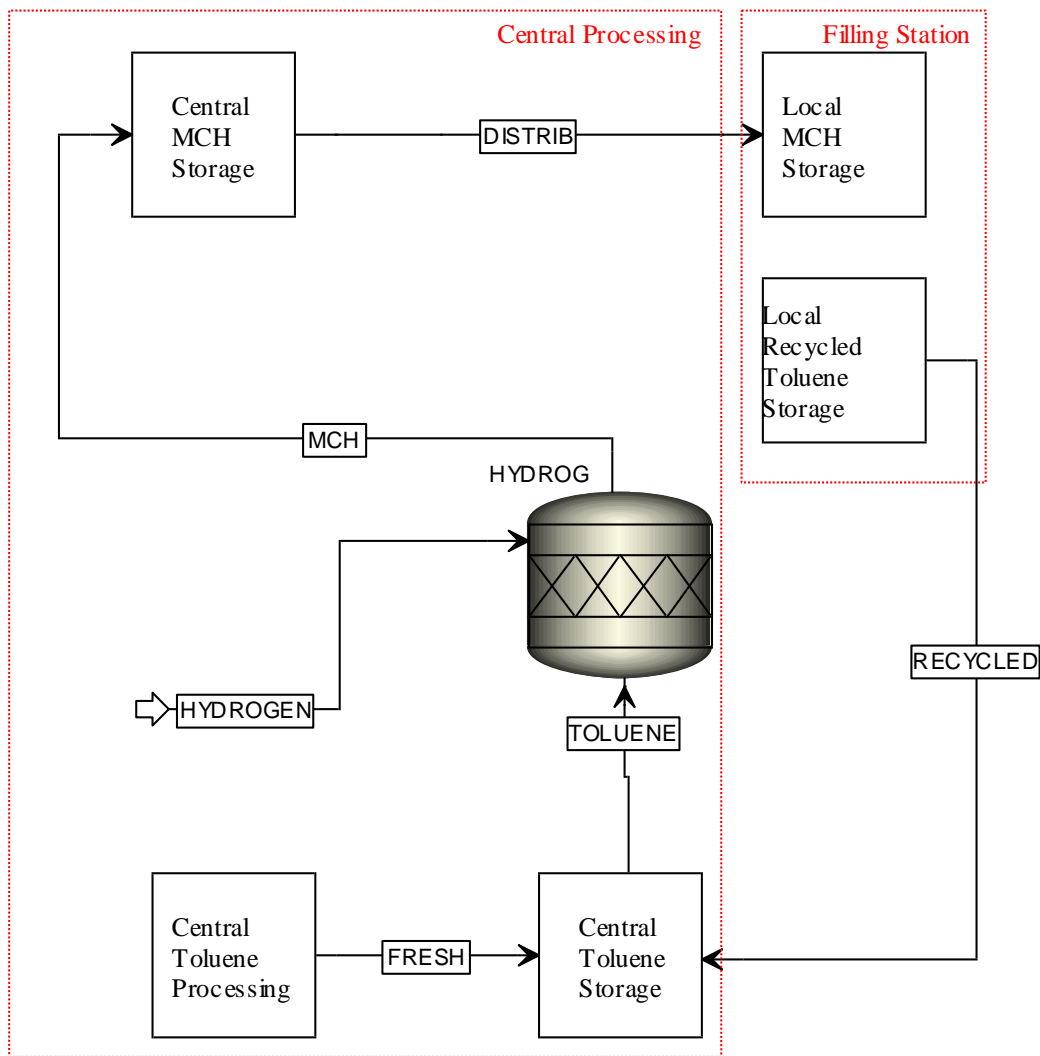 Central Processing
Filling Station
Central
MCH
Storage
DISTRIB
Local
MCH
Storage
Local
Recycled
Toluene
Storage
MCH
HYDROG
HYDROGEN
TOLUENE
RECYCLED
Central
Toluene
Processing
FRESH
Central
Toluene
Storage